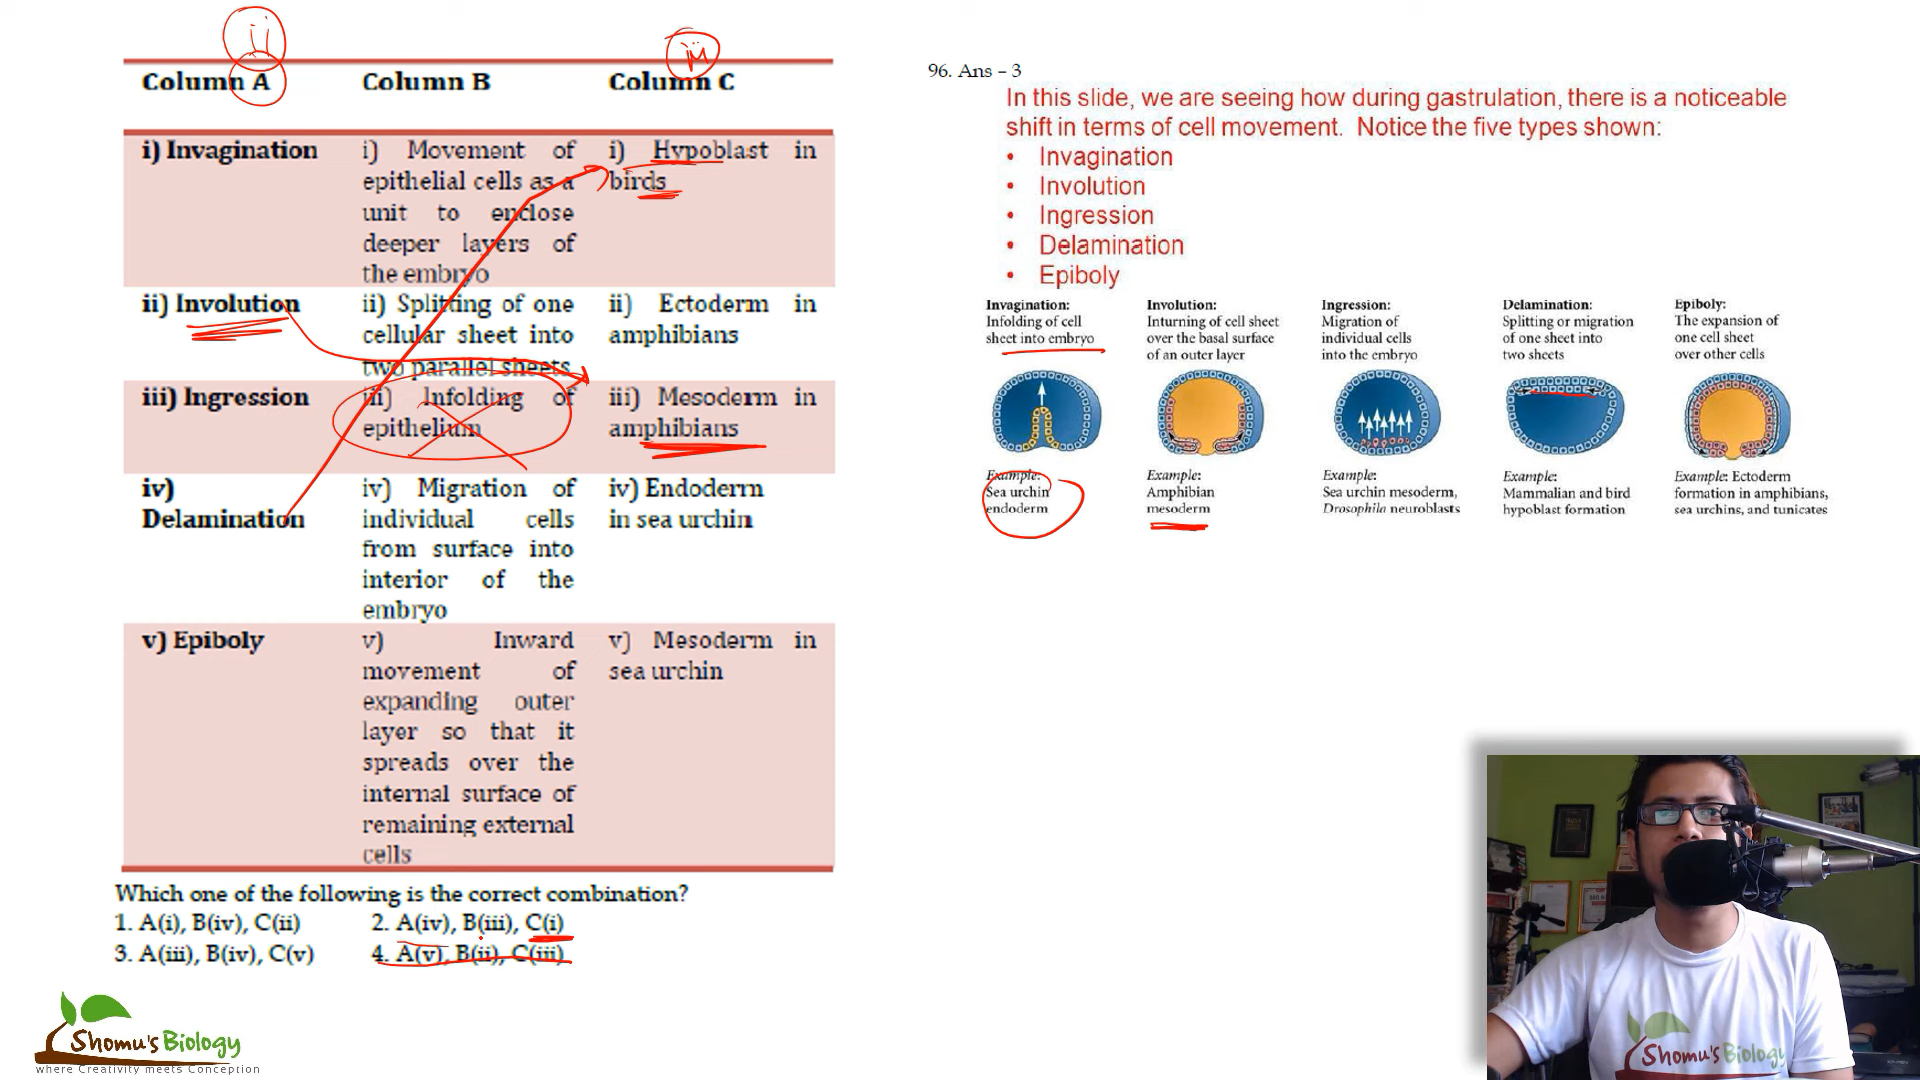 ii
iii
Column A Column B Column C
i) Invagination i) Movement of i) Hypoblast in
epithelial cells as a birds
unit to enclose
deeper layers of
the embryo
ii) Involution ii) Splitting of one ii) Ectoderm in
cellular sheet into amphibians
two parallel sheets
iii) Ingression iii) Infolding of iii) Mesoderm in
epithelium amphibians
iv) iv) Migration of iv) Endoderm
Delamination individual cells in sea urchin
from surface into
interior of the
embryo
v) Epiboly v) Inward v) Mesoderm in
movement of sea urchin
expanding outer
layer so that it
spreads over the
internal surface of
remaining external
cells
Which one of the following is the correct combination?
1. A(i), B(iv), C(ii) 2. A(iv), B(iii), C(i)
3. A(iii), B(iv), C(v) 4. A(v), B(ii), C(iii)
Shomu's Biology
where Creativity meets Conception
96. Ans – 3
In this slide, we are seeing how during gastrulation, there is a noticeable
shift in terms of cell movement. Notice the five types shown:
• Invagination
• Involution
• Ingression
• Delamination
• Epiboly
Invagination:
Infolding of cell
sheet into embryo
Example:
Sea urchin
endoderm
Involution:
Inturning of cell sheet
over the basal surface
of an outer layer
Example:
Amphibian
mesoderm
Ingression:
Migration of
individual cells
into the embryo
Example:
Sea urchin mesoderm,
Drosophila neuroblasts
Delamination:
Splitting or migration
of one sheet into
two sheets
Example:
Mammalian and bird
hypoblast formation
Epiboly:
The expansion of
one cell sheet
over other cells
Example: Ectoderm
formation in amphibians,
sea urchins, and tunicates
Shomu's Biology